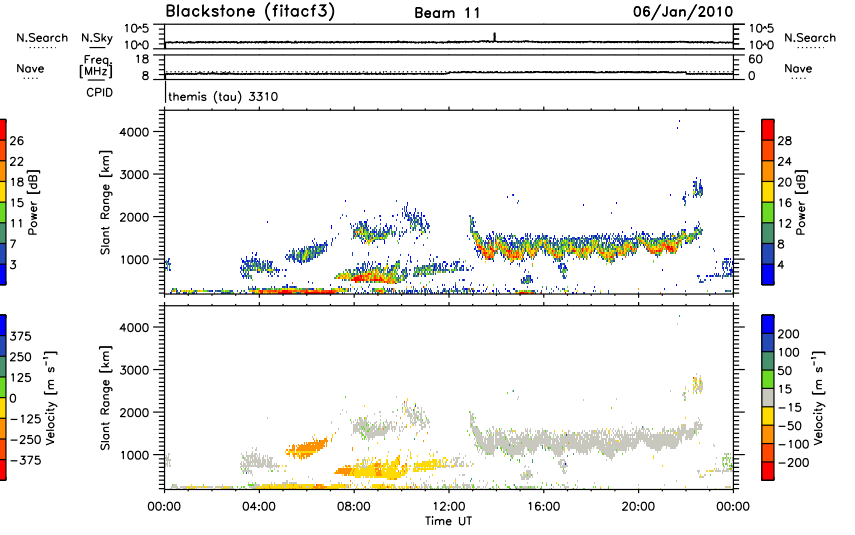 Blackstone (fitacf3) Beam 11 06/Jan/2010
N.Search N.Sky 10^5 10^0 10^5 10^0 N.Search
Nave Freq. [MHz] 18 8 60 0 Nave
CPID themis (tau) 3310
Power [dB] 26 22 18 15 11 7 3
Slant Range [km] 4000 3000 2000 1000
28 24 20 16 12 8 4 Power [dB]
Velocity [m s⁻¹] 375 250 125 0 −125 −250 −375
Slant Range [km] 4000 3000 2000 1000
200 100 50 15 −15 −50 −100 −200 Velocity [m s⁻¹]
00:00 04:00 08:00 12:00 16:00 20:00 00:00
Time UT